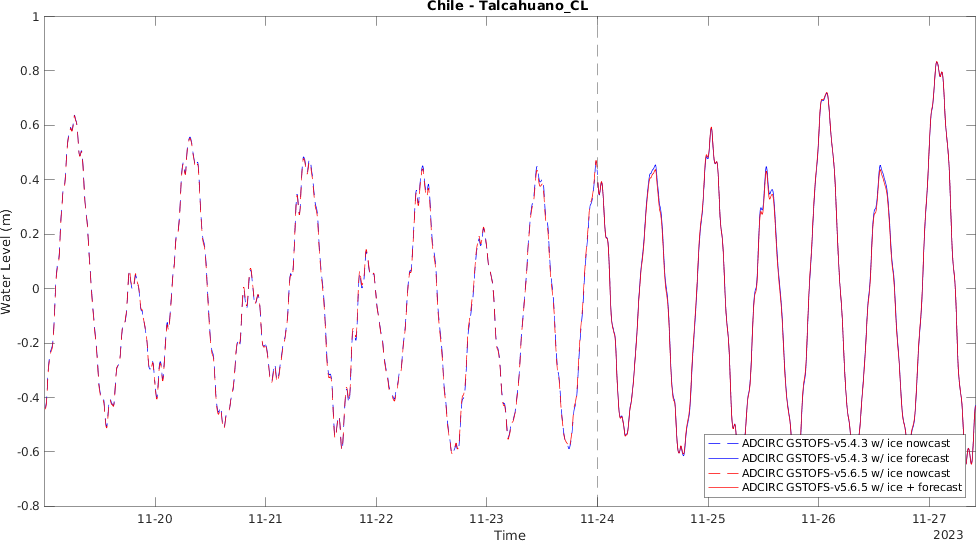 Chile - Talcahuano_CL
1
0.8
0.6
0.4
0.2
0
-0.2
-0.4
-0.6
-0.8
Water Level (m)
11-20
11-21
11-22
11-23
11-24
11-25
11-26
11-27
Time
2023
ADCIRC GSTOFS-v5.4.3 w/ ice nowcast
ADCIRC GSTOFS-v5.4.3 w/ ice forecast
ADCIRC GSTOFS-v5.6.5 w/ ice nowcast
ADCIRC GSTOFS-v5.6.5 w/ ice + forecast